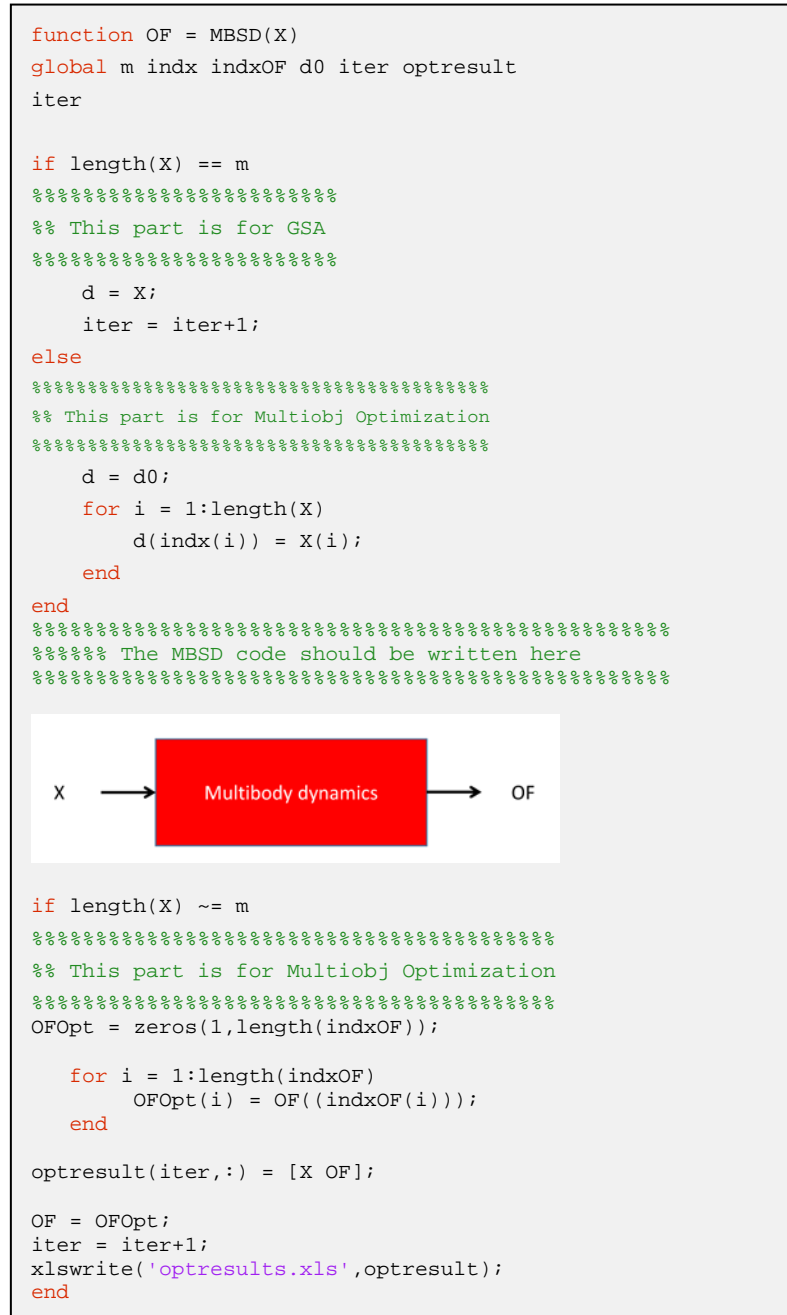 function OF = MBSD(X)
global m indx indxOF d0 iter optresult
iter
if length(X) == m
%%%%%%%%%%%%%%%%%%%%%%%%
%% This part is for GSA
%%%%%%%%%%%%%%%%%%%%%%%%
d = X;
iter = iter+1;
else
%%%%%%%%%%%%%%%%%%%%%%%%%%%%%%%%%%%%%%%%%
%% This part is for Multiobj Optimization
%%%%%%%%%%%%%%%%%%%%%%%%%%%%%%%%%%%%%%%%%
d = d0;
for i = 1:length(X)
d(indx(i)) = X(i);
end
end
%%%%%%%%%%%%%%%%%%%%%%%%%%%%%%%%%%%%%%%%%%%%%%%%%%
%%%%%% The MBSD code should be written here
%%%%%%%%%%%%%%%%%%%%%%%%%%%%%%%%%%%%%%%%%%%%%%%%%%
X Multibody dynamics OF
if length(X) ~= m
%%%%%%%%%%%%%%%%%%%%%%%%%%%%%%%%%%%%%%%%%
%% This part is for Multiobj Optimization
%%%%%%%%%%%%%%%%%%%%%%%%%%%%%%%%%%%%%%%%%
OFOpt = zeros(1,length(indxOF));
for i = 1:length(indxOF)
OFOpt(i) = OF((indxOF(i)));
end
optresult(iter,:) = [X OF];
OF = OFOpt;
iter = iter+1;
xlswrite('optresults.xls',optresult);
end